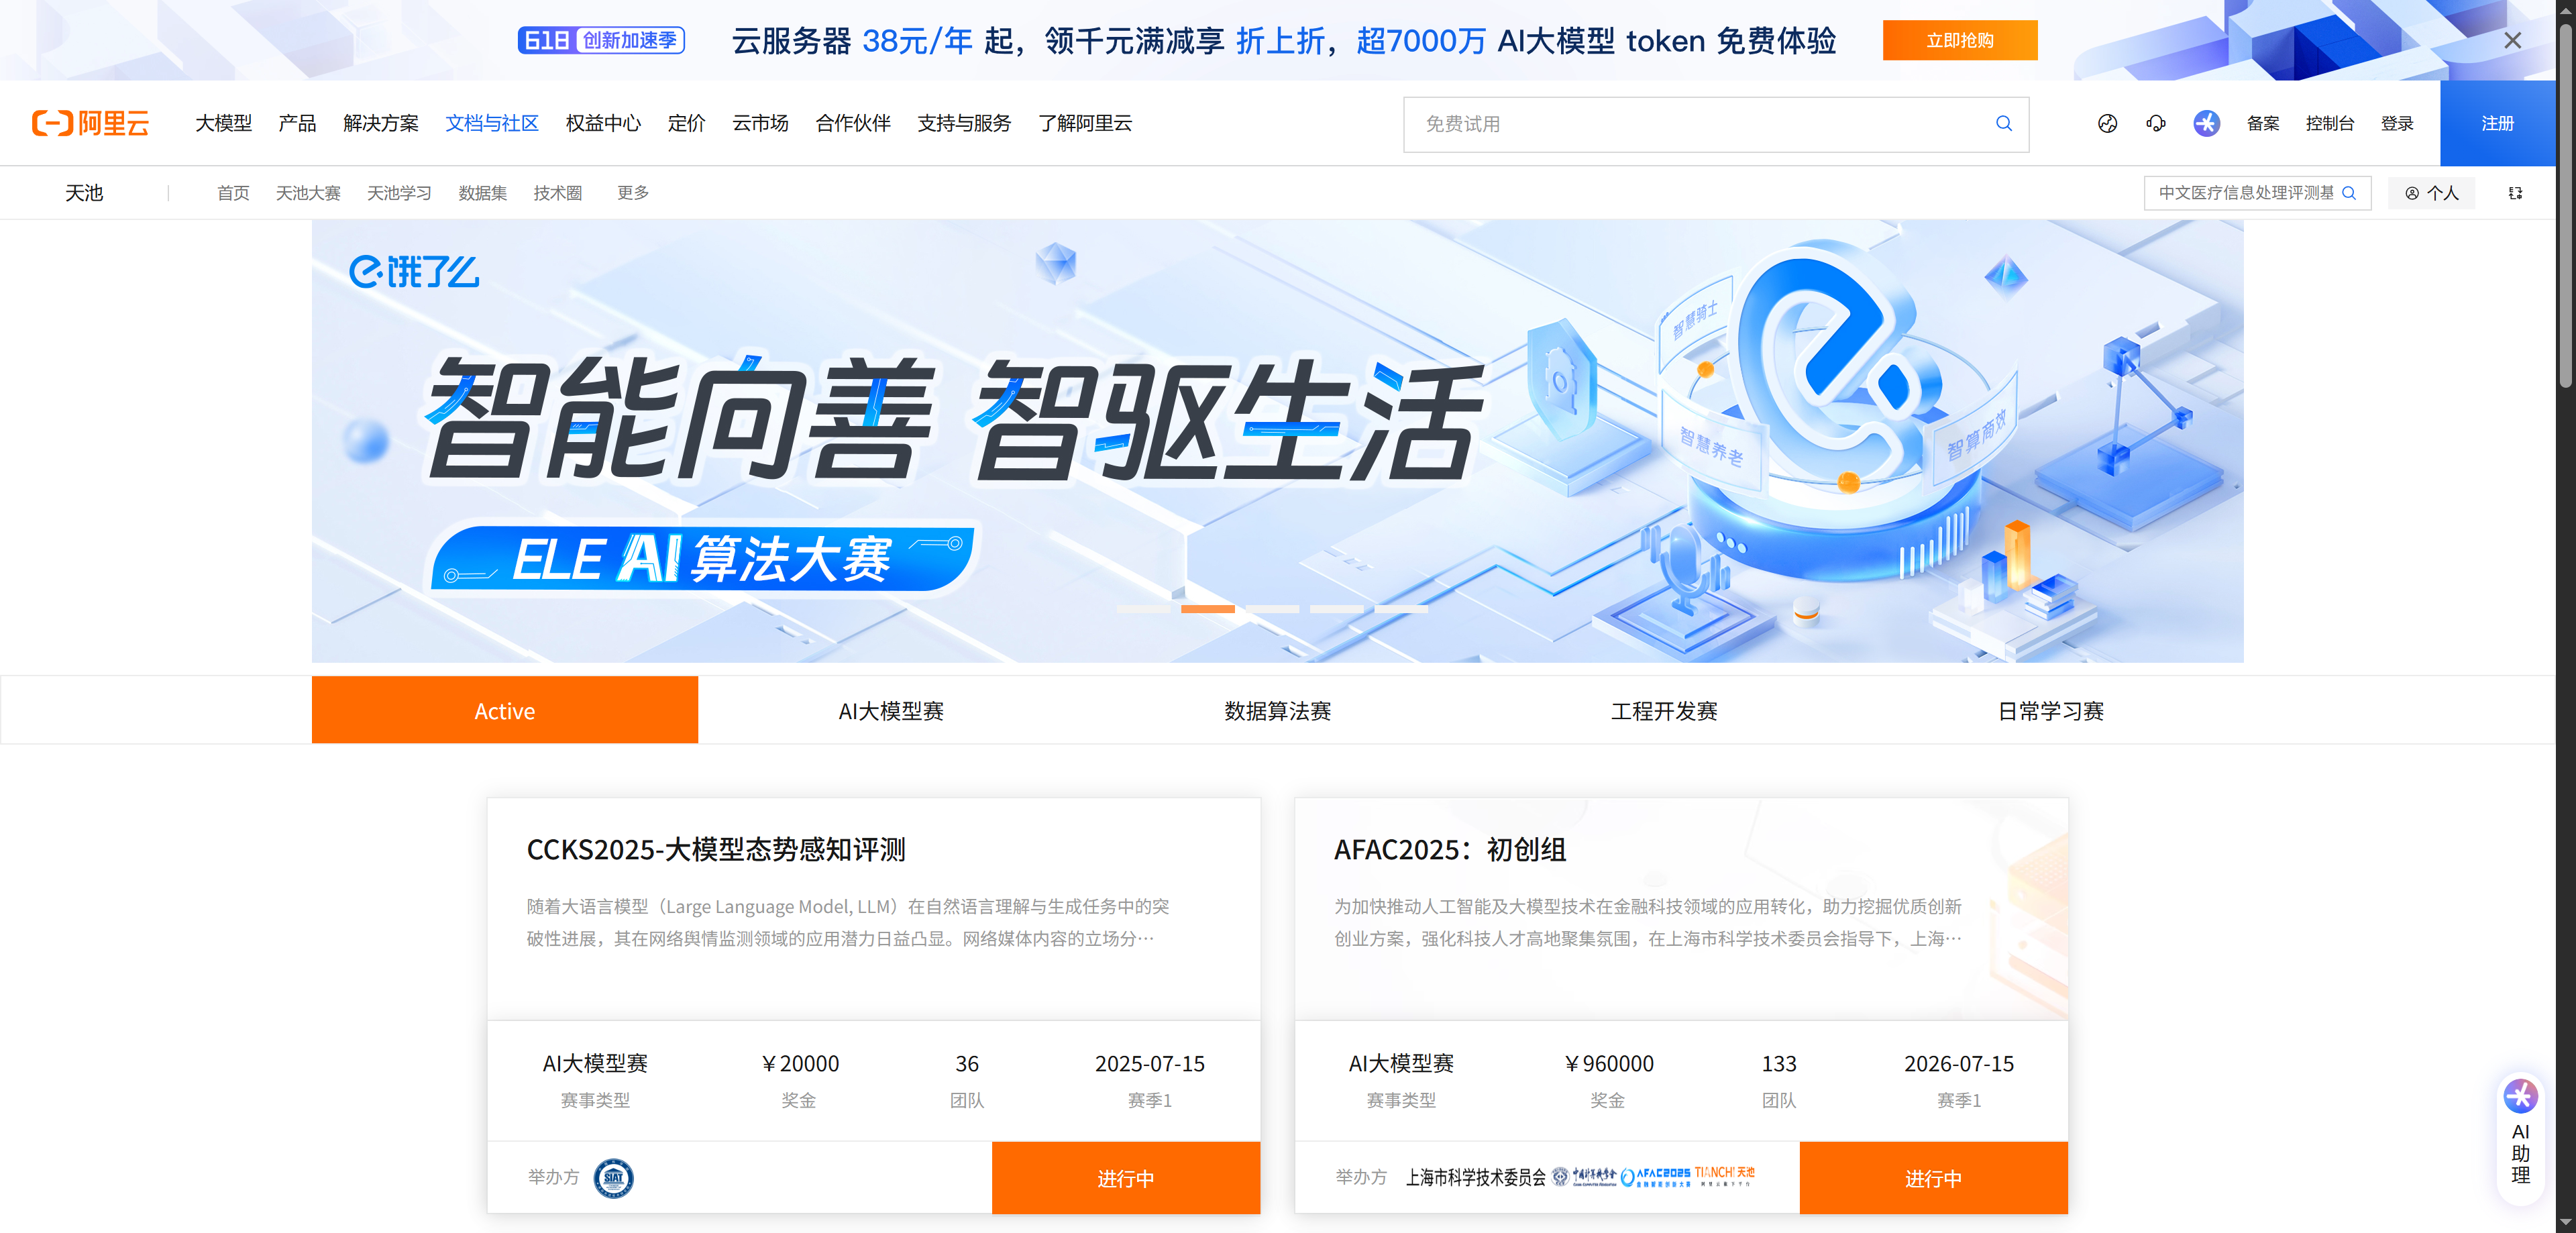 618 创新加速季 云服务器 38元/年 起，领千元满减享 折上折，超7000万 AI大模型 token 免费体验 立即抢购
阿里云 大模型 产品 解决方案 文档与社区 权益中心 定价 云市场 合作伙伴 支持与服务 了解阿里云 免费试用 备案 控制台 登录 注册
天池 首页 天池大赛 天池学习 数据集 技术圈 更多 中文医疗信息处理评测基 个人
饿了么
智能向善 智驱生活
ELE AI 算法大赛
智慧骑士
智慧养老
智算商效
Active AI大模型赛 数据算法赛 工程开发赛 日常学习赛
CCKS2025-大模型态势感知评测
随着大语言模型（Large Language Model, LLM）在自然语言理解与生成任务中的突
破性进展，其在网络舆情监测领域的应用潜力日益凸显。网络媒体内容的立场分…
AI大模型赛 ￥20000 36 2025-07-15
赛事类型 奖金 团队 赛季1
举办方 SIAT 进行中
AFAC2025：初创组
为加快推动人工智能及大模型技术在金融科技领域的应用转化，助力挖掘优质创新
创业方案，强化科技人才高地聚集氛围，在上海市科学技术委员会指导下，上海…
AI大模型赛 ￥960000 133 2026-07-15
赛事类型 奖金 团队 赛季1
举办方 上海市科学技术委员会 AFAC2025 TIANCHI 天池 进行中
AI
助
理